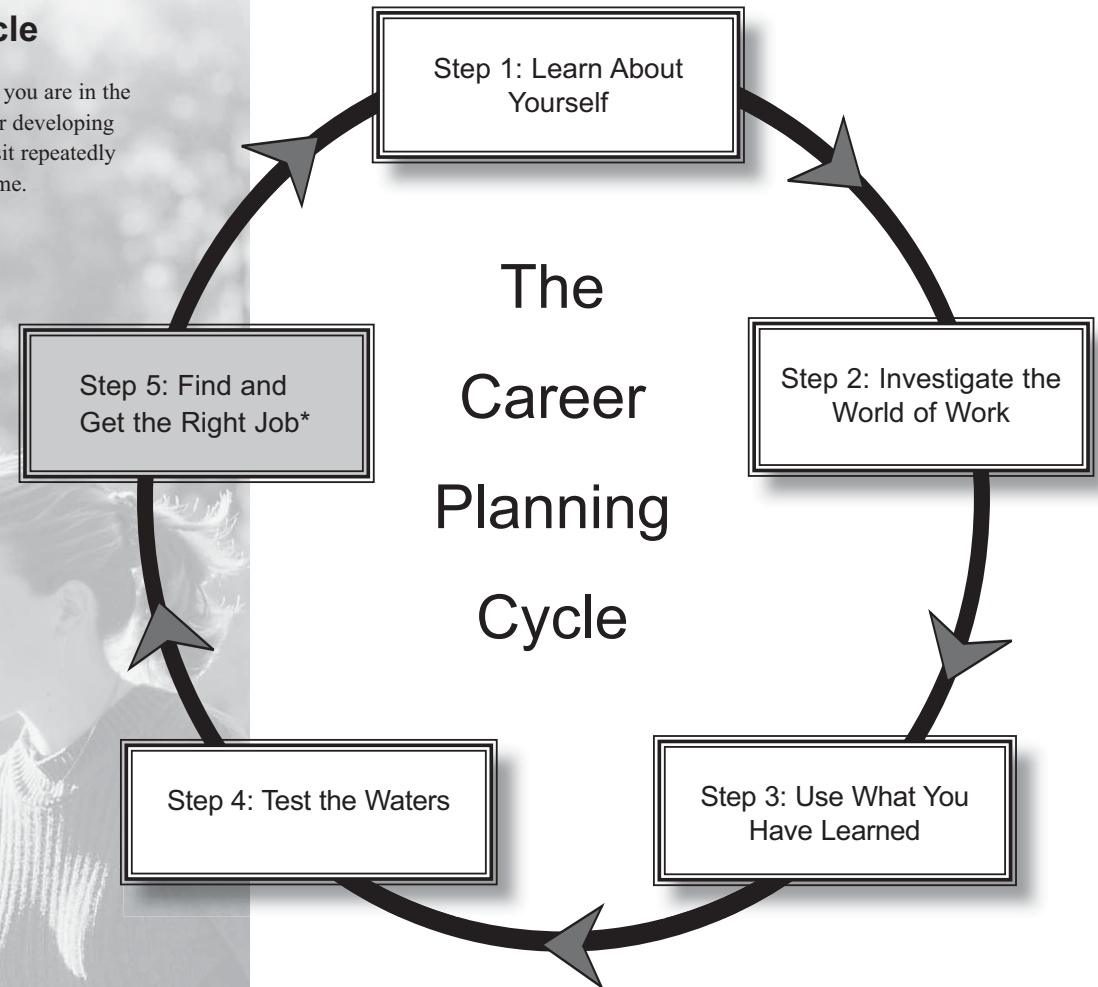 cle
you are in the
r developing
sit repeatedly
me.
Step 1: Learn About
Yourself
The
Career
Planning
Cycle
Step 2: Investigate the
World of Work
Step 3: Use What You
Have Learned
Step 4: Test the Waters
Step 5: Find and
Get the Right Job*